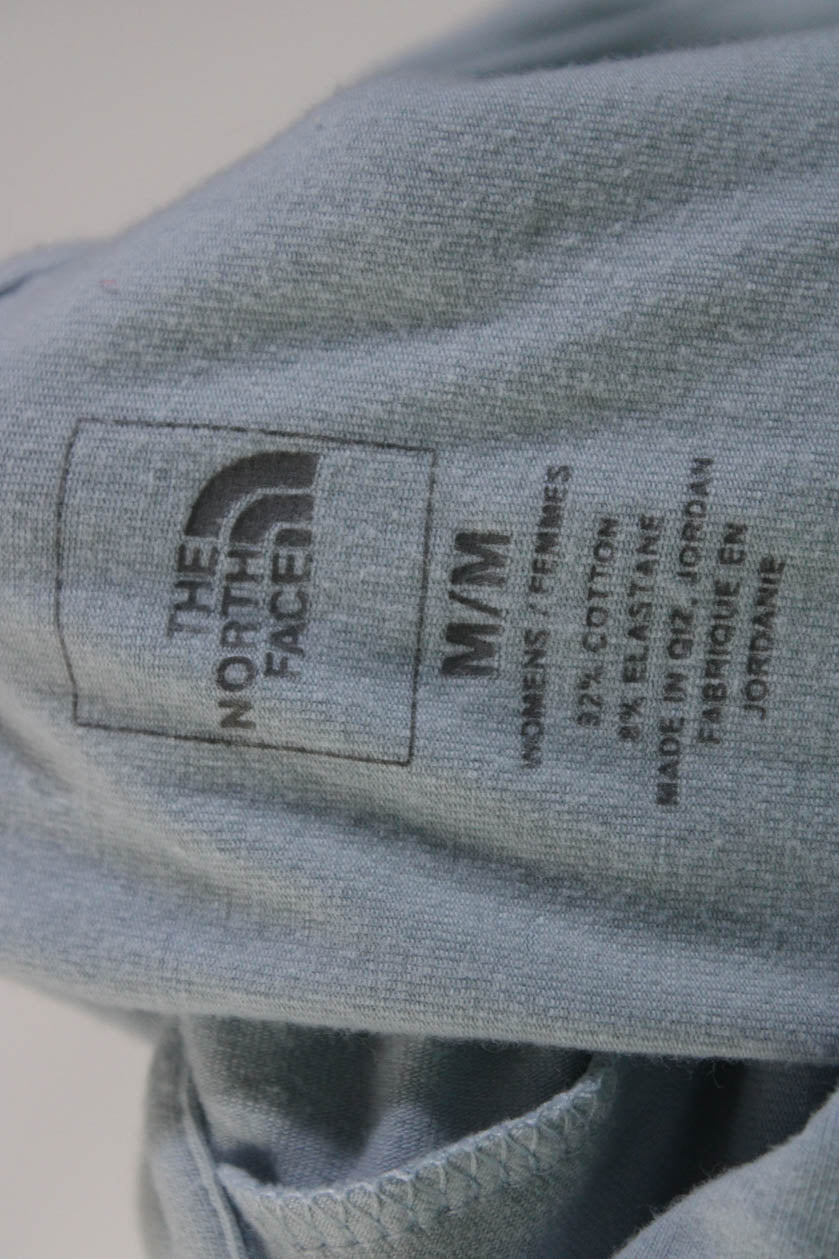 THE
NORTH
FACE
M/M
WOMENS / FEMMES
92% COTTON
8% ELASTANE
MADE IN QIZ, JORDAN
FABRIQUE EN
JORDANIE